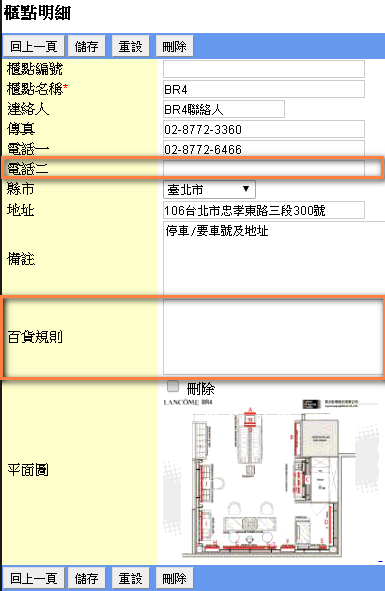 櫃點明細
回上一頁 儲存 重設 刪除
櫃點編號
櫃點名稱* BR4
連絡人 BR4聯絡人
傳真 02-8772-3360
電話一 02-8772-6466
電話二
縣市 臺北市
地址 106台北市忠孝東路三段300號
備註 停車/要車號及地址
百貨規則
刪除
LANCÔME BR4
平面圖
回上一頁 儲存 重設 刪除